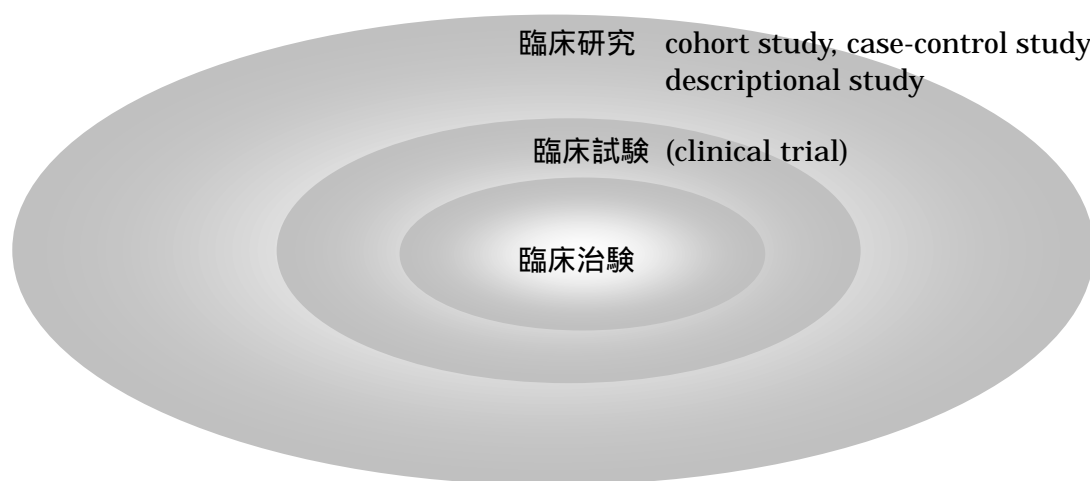 臨床研究 cohort study, case-control study
descriptional study
臨床試験 (clinical trial)
臨床治験